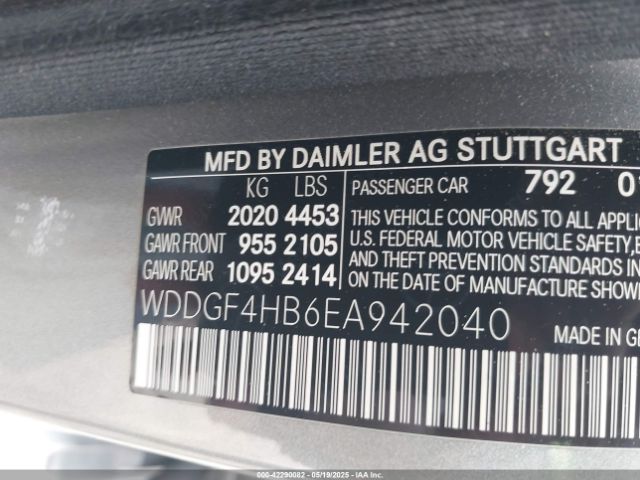 MFD BY DAIMLER AG STUTTGART
KG LBS
GVWR 2020 4453
GAWR FRONT 955 2105
GAWR REAR 1095 2414
PASSENGER CAR 792
THIS VEHICLE CONFORMS TO ALL
U.S. FEDERAL MOTOR VEHICLE SAFETY,
AND THEFT PREVENTION STANDARDS IN
ON THE DATE OF MANUFACTURE
WDDGF4HB6EA942040
MADE IN
000-42290082 - 05/19/2025 - IAA Inc.